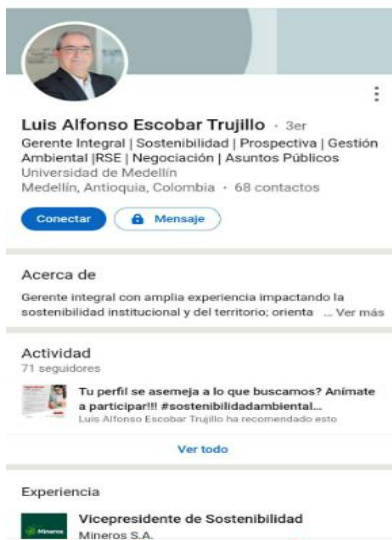 Luis Alfonso Escobar Trujillo · 3er
Gerente Integral | Sostenibilidad | Prospectiva | Gestión
Ambiental |RSE | Negociación | Asuntos Públicos
Universidad de Medellín
Medellín, Antioquia, Colombia · 68 contactos
Conectar
Mensaje
Acerca de
Gerente integral con amplia experiencia impactando la
sostenibilidad institucional y del territorio; orienta ... Ver más
Actividad
71 seguidores
Tu perfil se asemeja a lo que buscamos? Anímate
a participar!!! #sostenibilidadambiental...
Luis Alfonso Escobar Trujillo ha recomendado esto
Ver todo
Experiencia
Mineros
Vicepresidente de Sostenibilidad
Mineros S.A.